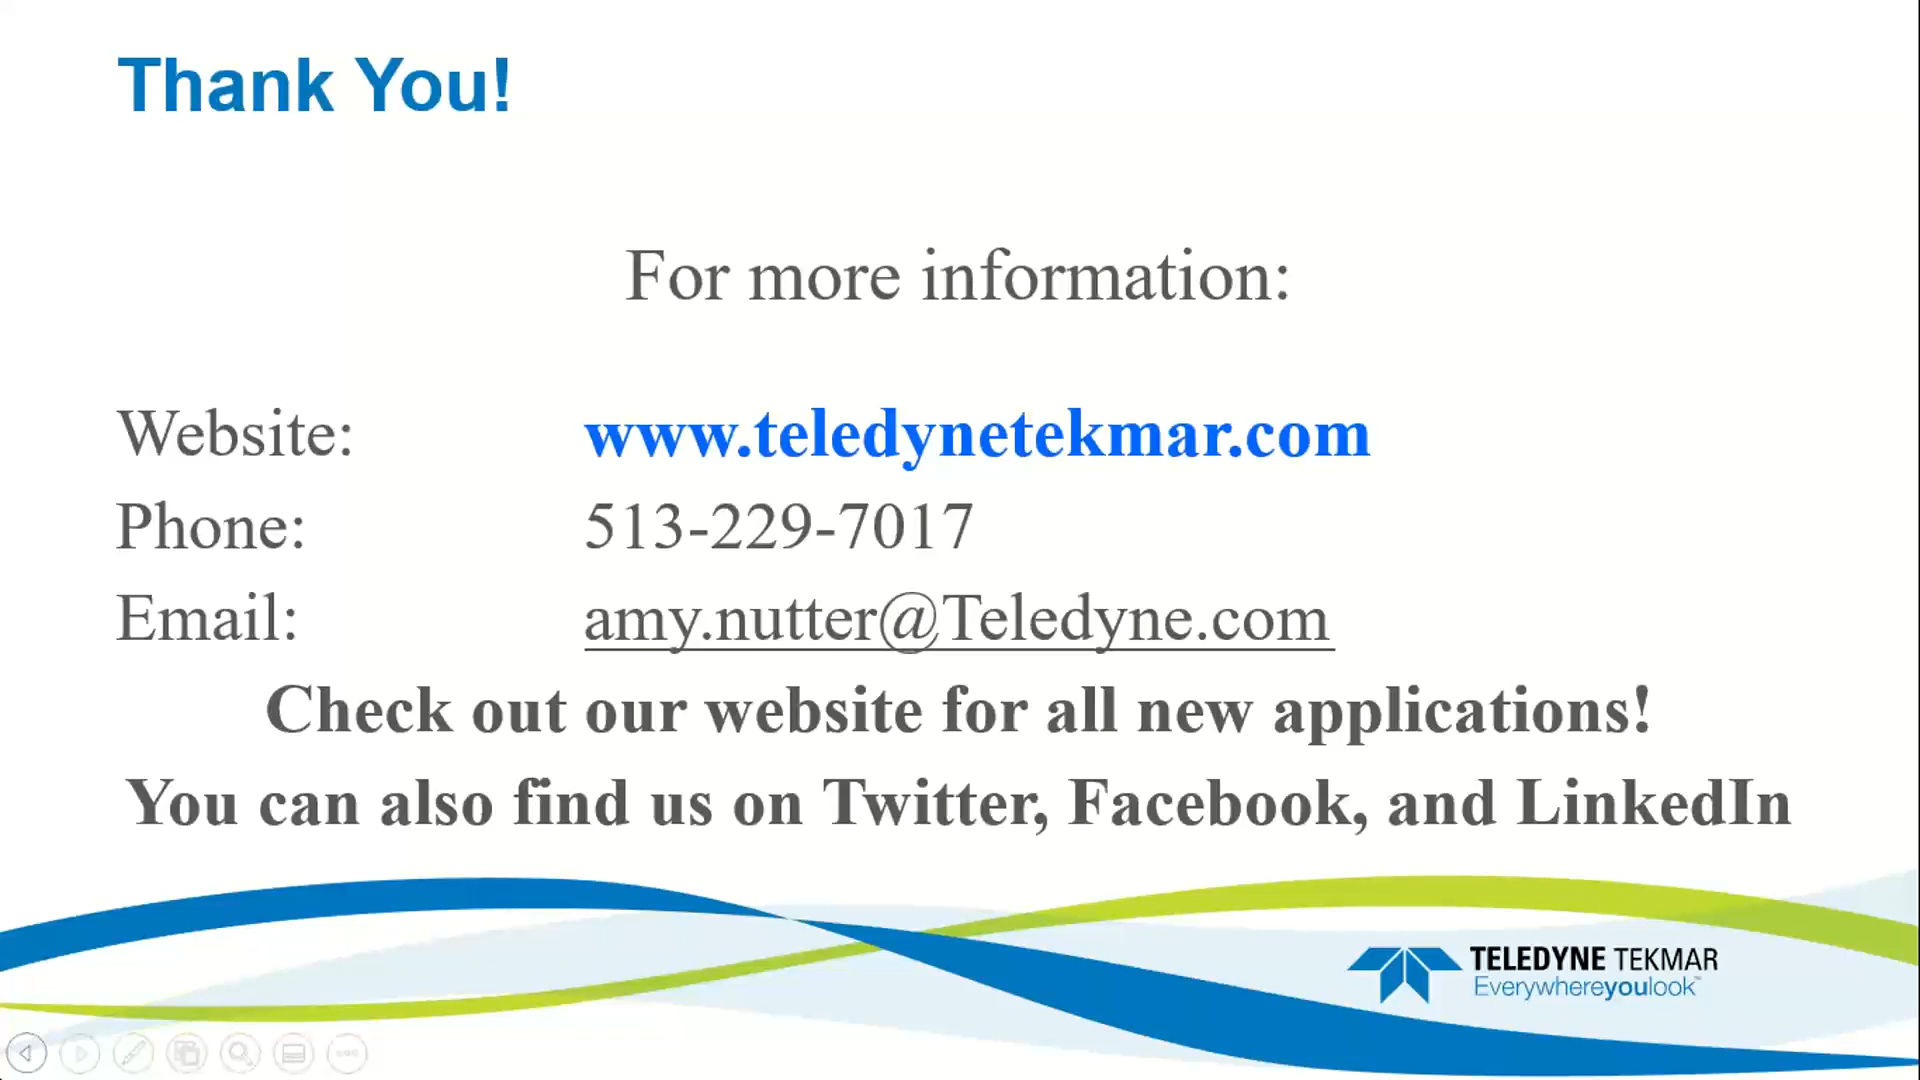 Thank You!
For more information:
Website: www.teledynetekmar.com
Phone: 513-229-7017
Email: amy.nutter@Teledyne.com
Check out our website for all new applications!
You can also find us on Twitter, Facebook, and LinkedIn
TELEDYNE TEKMAR
Everywhereyoulook™